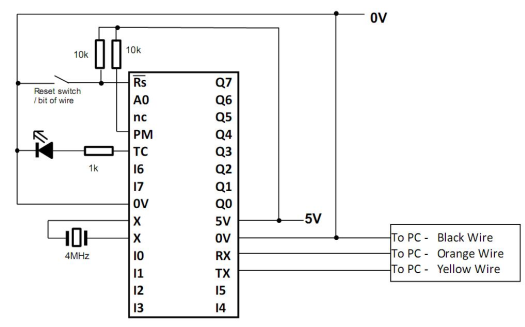 0V
10k
10k
Reset switch
/ bit of wire
Rs Q7
A0 Q6
nc Q5
PM Q4
TC Q3
1k
I6 Q2
I7 Q1
0V Q0
X 5V
5V
X 0V
4MHz
I0 RX
I1 TX
I2 I5
I3 I4
To PC - Black Wire
To PC - Orange Wire
To PC - Yellow Wire